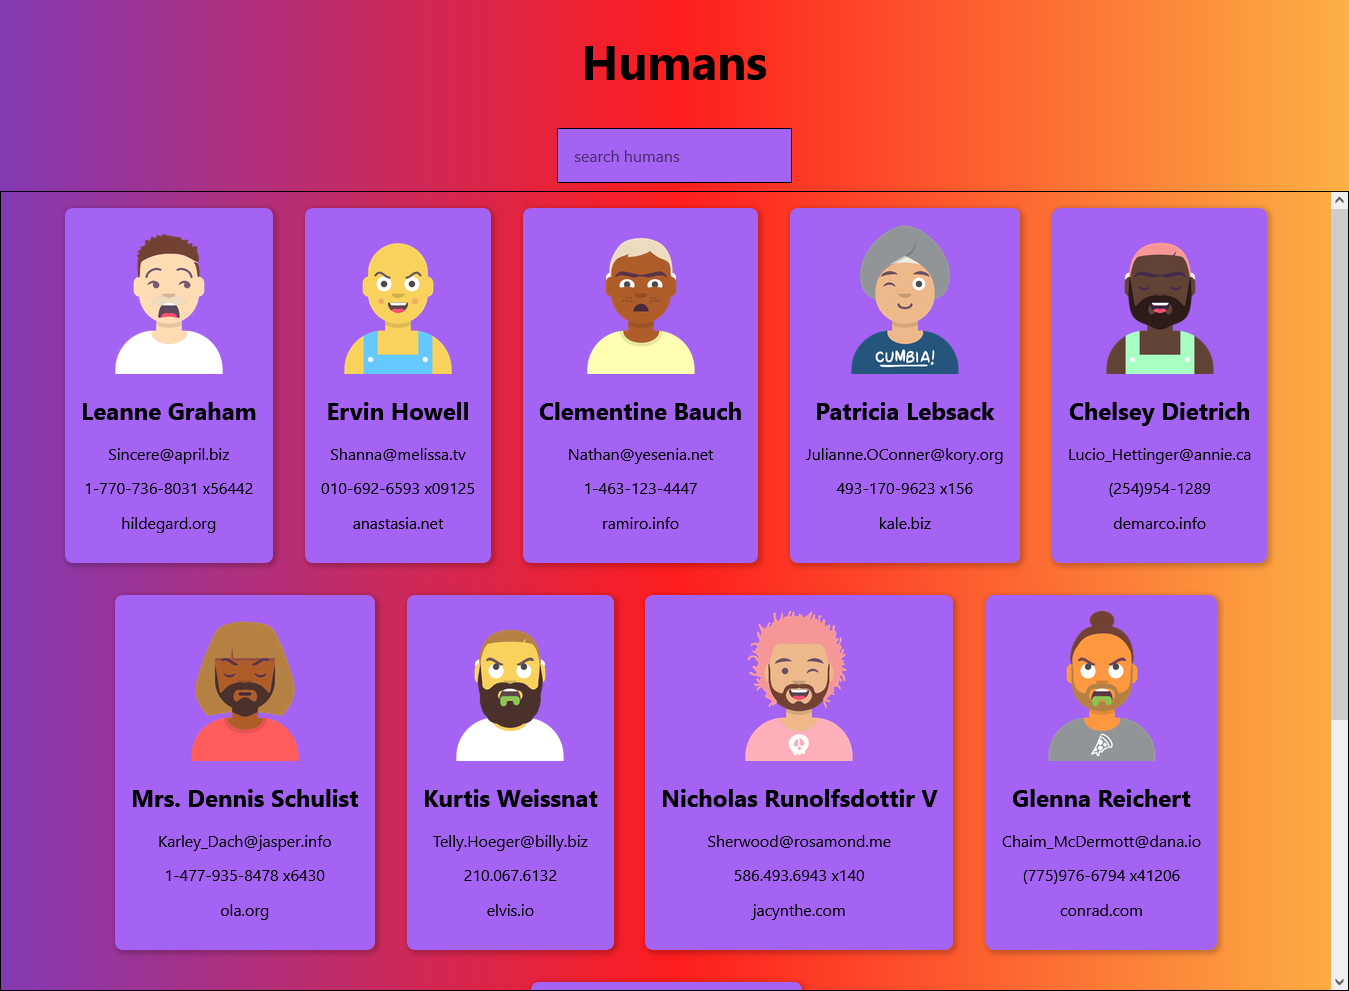 Humans
search humans
Leanne Graham
Sincere@april.biz
1-770-736-8031 x56442
hildegard.org
Ervin Howell
Shanna@melissa.tv
010-692-6593 x09125
anastasia.net
Clementine Bauch
Nathan@yesenia.net
1-463-123-4447
ramiro.info
CUMBIA!
Patricia Lebsack
Julianne.OConner@kory.org
493-170-9623 x156
kale.biz
Chelsey Dietrich
Lucio_Hettinger@annie.ca
(254)954-1289
demarco.info
Mrs. Dennis Schulist
Karley_Dach@jasper.info
1-477-935-8478 x6430
ola.org
Kurtis Weissnat
Telly.Hoeger@billy.biz
210.067.6132
elvis.io
Nicholas Runolfsdottir V
Sherwood@rosamond.me
586.493.6943 x140
jacynthe.com
Glenna Reichert
Chaim_McDermott@dana.io
(775)976-6794 x41206
conrad.com